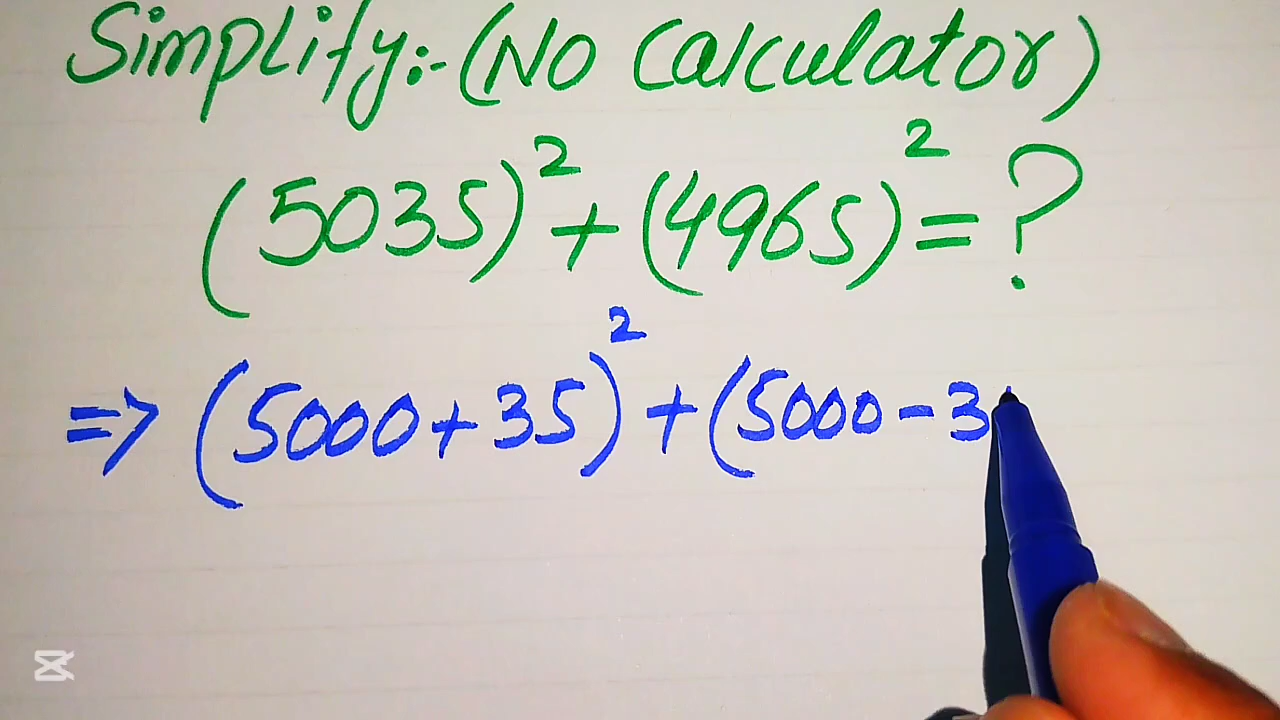 Simplify:-(No Calculator)
(5035)²+(4965)²=?
=> (5000+35)²+(5000-3